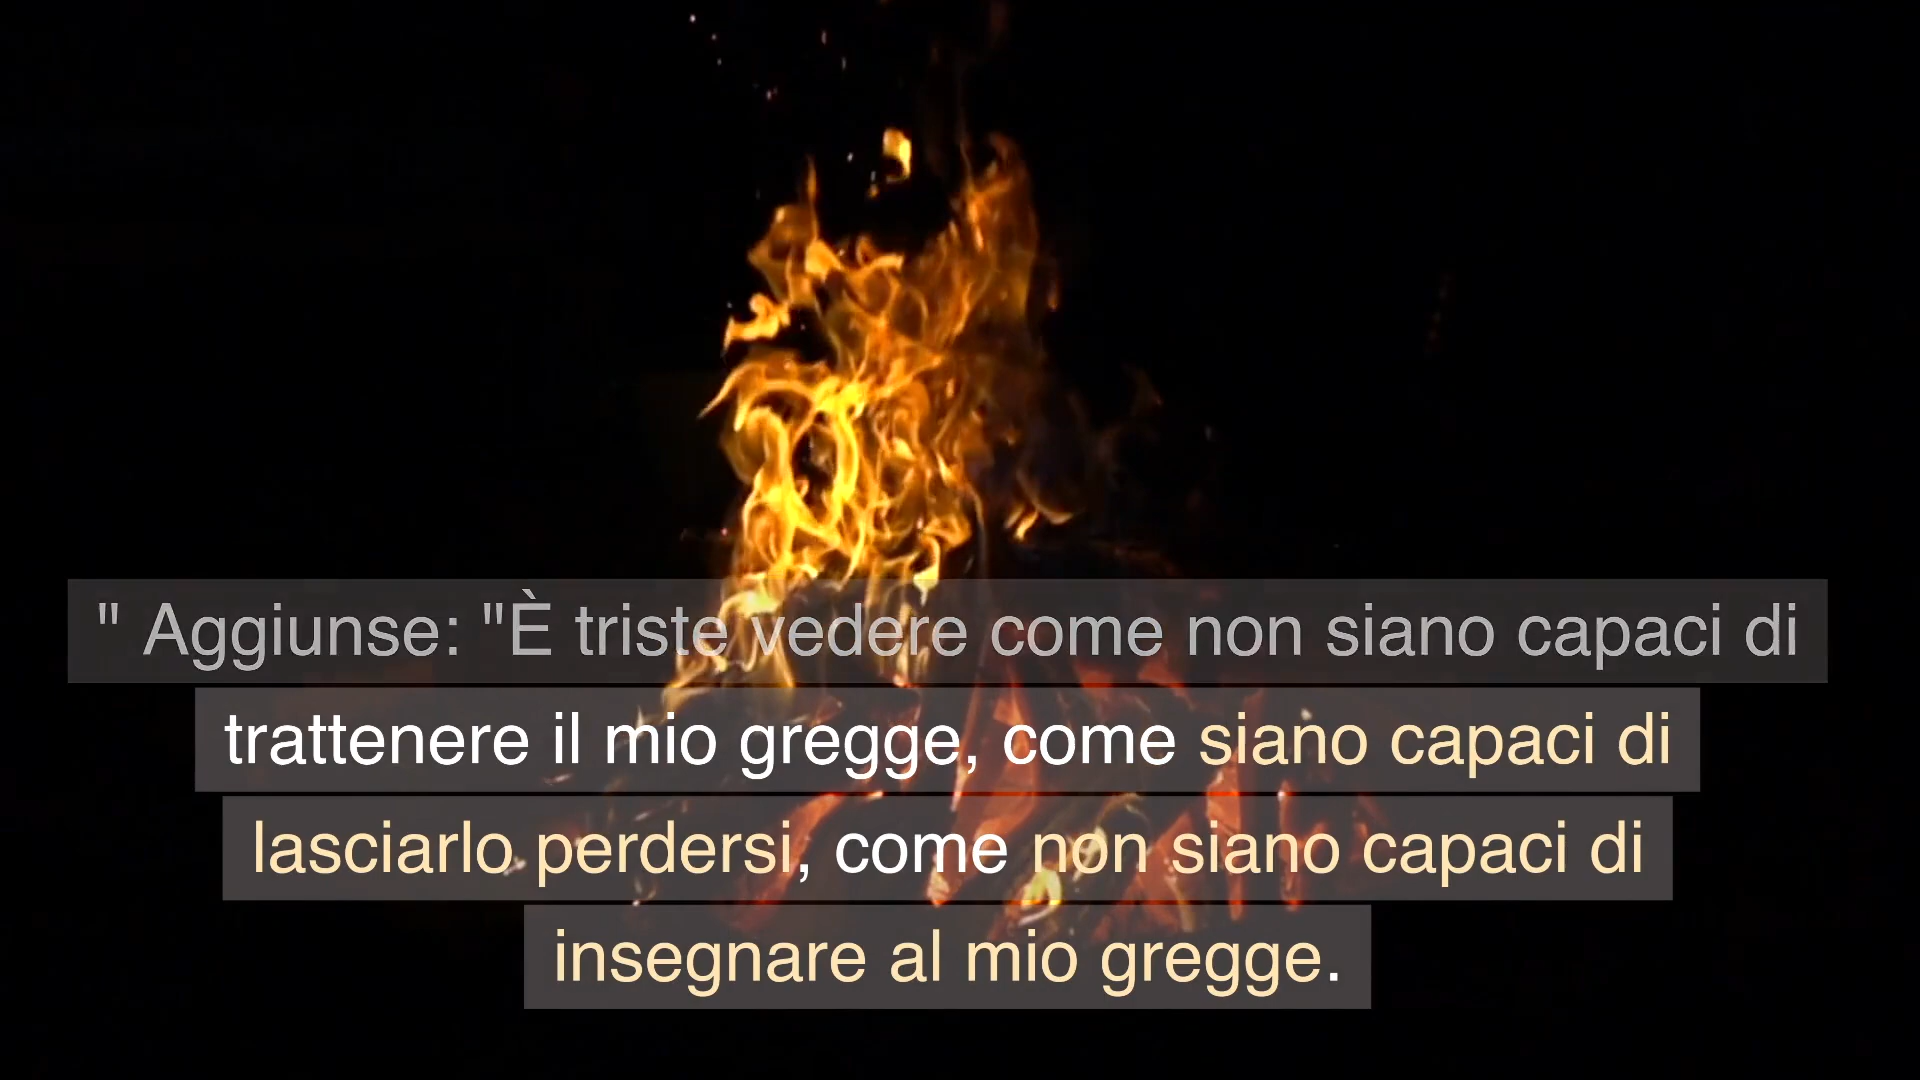 " Aggiunse: "È triste vedere come non siano capaci di
trattenere il mio gregge, come siano capaci di
lasciarlo perdersi, come non siano capaci di
insegnare al mio gregge.